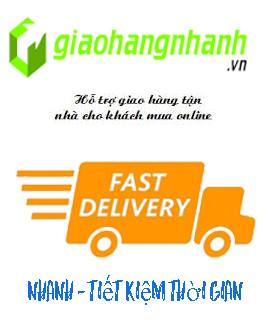 giaohangnhanh
.vn
Hỗ trợ giao hàng tận
nhà cho khách mua online
FAST
DELIVERY
NHANH - TIẾT KIỆM THỜI GIAN